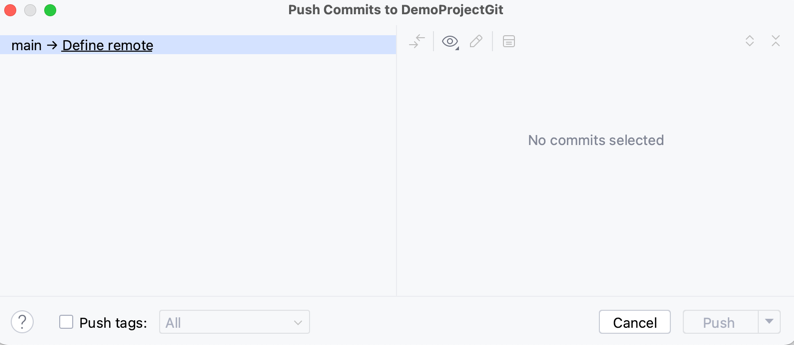 Push Commits to DemoProjectGit
main → Define remote
No commits selected
?
Push tags:
All
Cancel
Push